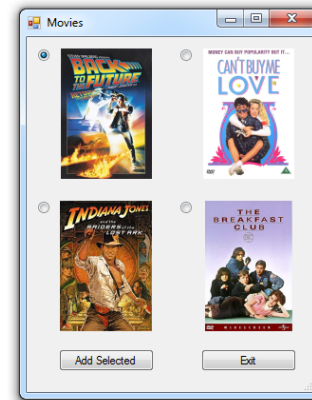 Movies
BACK
TO THE
FUTURE
MONEY CAN BUY POPULARITY BUT IT...
CAN'T BUY ME
LOVE
INDIANA JONES
and the
RAIDERS of the
LOST ARK
THE
BREAKFAST
CLUB
WIDESCREEN
Add Selected
Exit